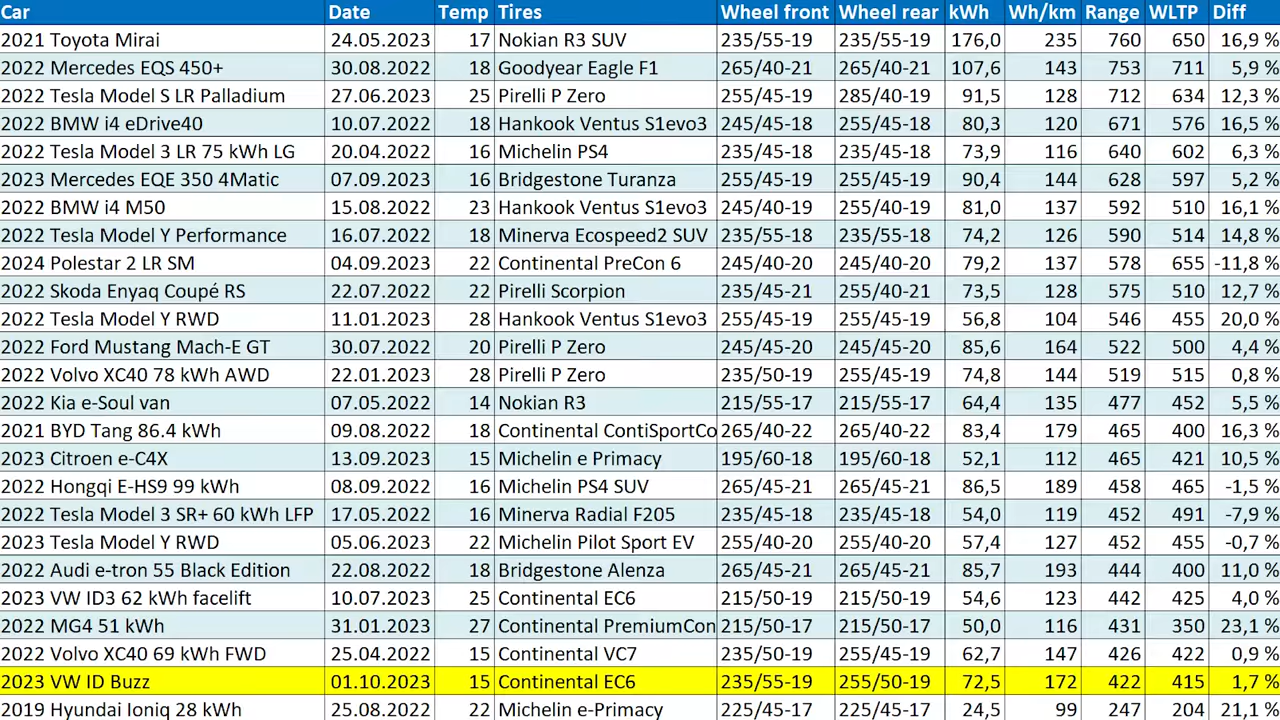 Car Date Temp Tires Wheel front Wheel rear kWh Wh/km Range WLTP Diff
2021 Toyota Mirai 24.05.2023 17 Nokian R3 SUV 235/55-19 235/55-19 176,0 235 760 650 16,9 %
2022 Mercedes EQS 450+ 30.08.2022 18 Goodyear Eagle F1 265/40-21 265/40-21 107,6 143 753 711 5,9 %
2022 Tesla Model S LR Palladium 27.06.2023 25 Pirelli P Zero 255/45-19 285/40-19 91,5 128 712 634 12,3 %
2022 BMW i4 eDrive40 10.07.2022 18 Hankook Ventus S1evo3 245/45-18 255/45-18 80,3 120 671 576 16,5 %
2022 Tesla Model 3 LR 75 kWh LG 20.04.2022 16 Michelin PS4 235/45-18 235/45-18 73,9 116 640 602 6,3 %
2023 Mercedes EQE 350 4Matic 07.09.2023 16 Bridgestone Turanza 255/45-19 255/45-19 90,4 144 628 597 5,2 %
2022 BMW i4 M50 15.08.2022 23 Hankook Ventus S1evo3 245/40-19 255/40-19 81,0 137 592 510 16,1 %
2022 Tesla Model Y Performance 16.07.2022 18 Minerva Ecospeed2 SUV 235/55-18 235/55-18 74,2 126 590 514 14,8 %
2024 Polestar 2 LR SM 04.09.2023 22 Continental PreCon 6 245/40-20 245/40-20 79,2 137 578 655 -11,8 %
2022 Skoda Enyaq Coupé RS 22.07.2022 22 Pirelli Scorpion 235/45-21 255/40-21 73,5 128 575 510 12,7 %
2022 Tesla Model Y RWD 11.01.2023 28 Hankook Ventus S1evo3 255/45-19 255/45-19 56,8 104 546 455 20,0 %
2022 Ford Mustang Mach-E GT 30.07.2022 20 Pirelli P Zero 245/45-20 245/45-20 85,6 164 522 500 4,4 %
2022 Volvo XC40 78 kWh AWD 22.01.2023 28 Pirelli P Zero 235/50-19 255/45-19 74,8 144 519 515 0,8 %
2022 Kia e-Soul van 07.05.2022 14 Nokian R3 215/55-17 215/55-17 64,4 135 477 452 5,5 %
2021 BYD Tang 86.4 kWh 09.08.2022 18 Continental ContiSportCo 265/40-22 265/40-22 83,4 179 465 400 16,3 %
2023 Citroen e-C4X 13.09.2023 15 Michelin e Primacy 195/60-18 195/60-18 52,1 112 465 421 10,5 %
2022 Hongqi E-HS9 99 kWh 08.09.2022 16 Michelin PS4 SUV 265/45-21 265/45-21 86,5 189 458 465 -1,5 %
2022 Tesla Model 3 SR+ 60 kWh LFP 17.05.2022 16 Minerva Radial F205 235/45-18 235/45-18 54,0 119 452 491 -7,9 %
2023 Tesla Model Y RWD 05.06.2023 22 Michelin Pilot Sport EV 255/40-20 255/40-20 57,4 127 452 455 -0,7 %
2022 Audi e-tron 55 Black Edition 22.08.2022 18 Bridgestone Alenza 265/45-21 265/45-21 85,7 193 444 400 11,0 %
2023 VW ID3 62 kWh facelift 10.07.2023 25 Continental EC6 215/50-19 215/50-19 54,6 123 442 425 4,0 %
2022 MG4 51 kWh 31.01.2023 27 Continental PremiumCon 215/50-17 215/50-17 50,0 116 431 350 23,1 %
2022 Volvo XC40 69 kWh FWD 25.04.2022 15 Continental VC7 235/50-19 255/45-19 62,7 147 426 422 0,9 %
2023 VW ID Buzz 01.10.2023 15 Continental EC6 235/55-19 255/50-19 72,5 172 422 415 1,7 %
2019 Hyundai Ioniq 28 kWh 25.08.2022 22 Michelin e-Primacy 225/45-17 225/45-17 24,5 99 247 204 21,1 %